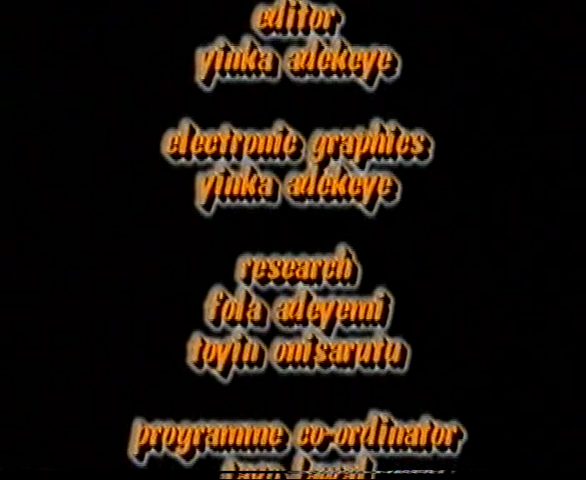 editor
yinka adekeye
electronic graphics
yinka adekeye
research
fola adeyemi
toyin onisarutu
programme co-ordinator